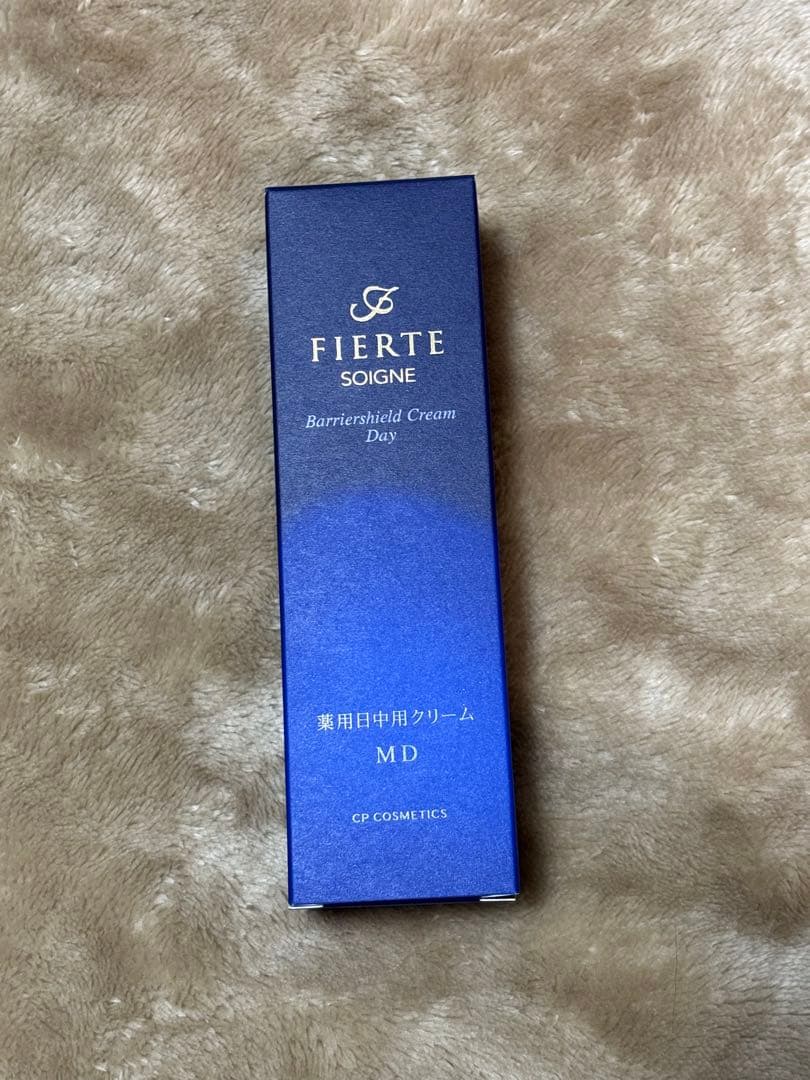 FIERTE
SOIGNE
Barriershield Cream
Day
薬用日中用クリーム
MD
CP COSMETICS